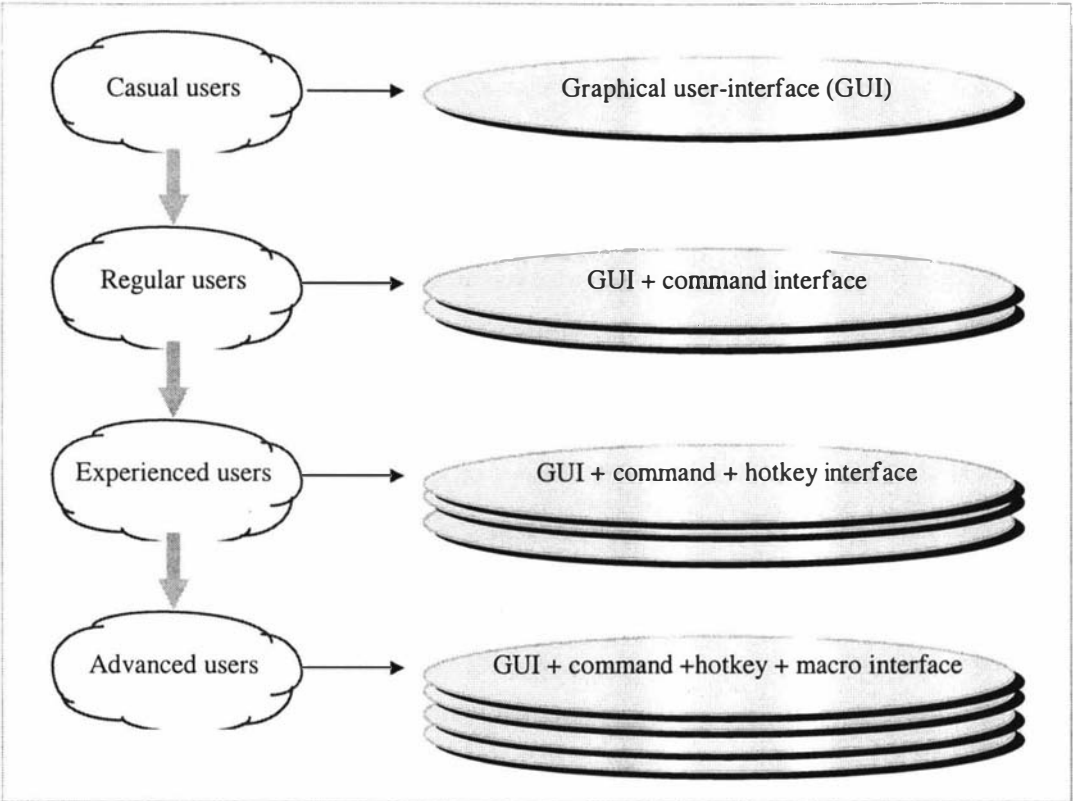 Casual users
Graphical user-interface (GUI)
Regular users
GUI + command interface
Experienced users
GUI + command + hotkey interface
Advanced users
GUI + command +hotkey + macro interface